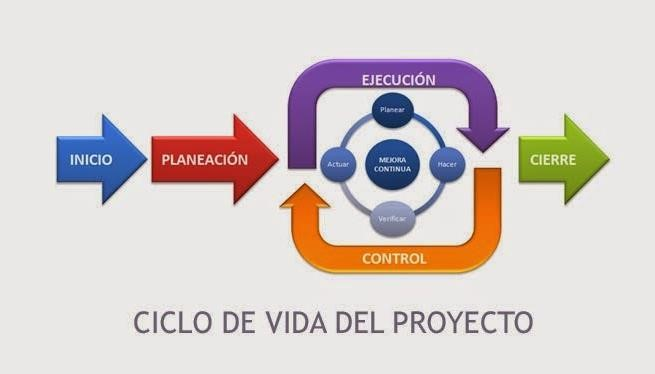 INICIO
PLANEACIÓN
EJECUCIÓN
Planear
Actuar
MEJORA
CONTINUA
Hacer
Verificar
CONTROL
CIERRE
CICLO DE VIDA DEL PROYECTO